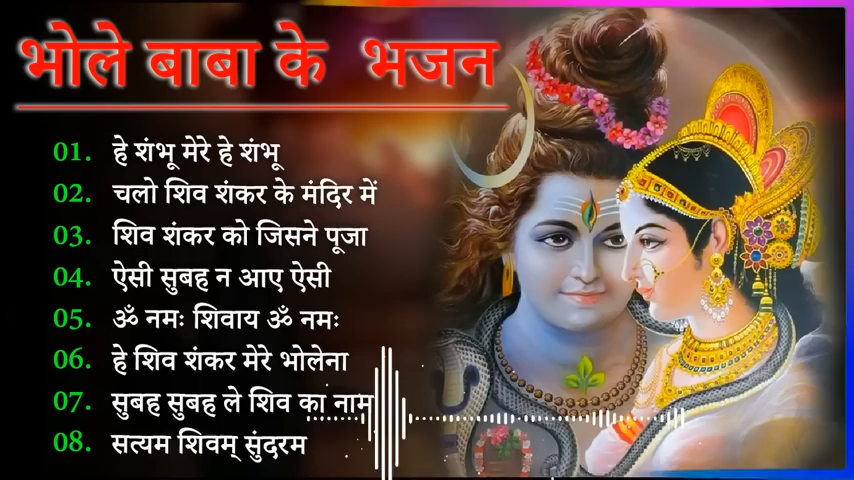 भोले बाबा के भजन
01. हे शंभू मेरे हे शंभू
02. चलो शिव शंकर के मंदिर में
03. शिव शंकर को जिसने पूजा
04. ऐसी सुबह न आए ऐसी
05. ॐ नमः शिवाय ॐ नमः
06. हे शिव शंकर मेरे भोलेना
07. सुबह सुबह ले शिव का नाम
08. सत्यम शिवम् सुंदरम